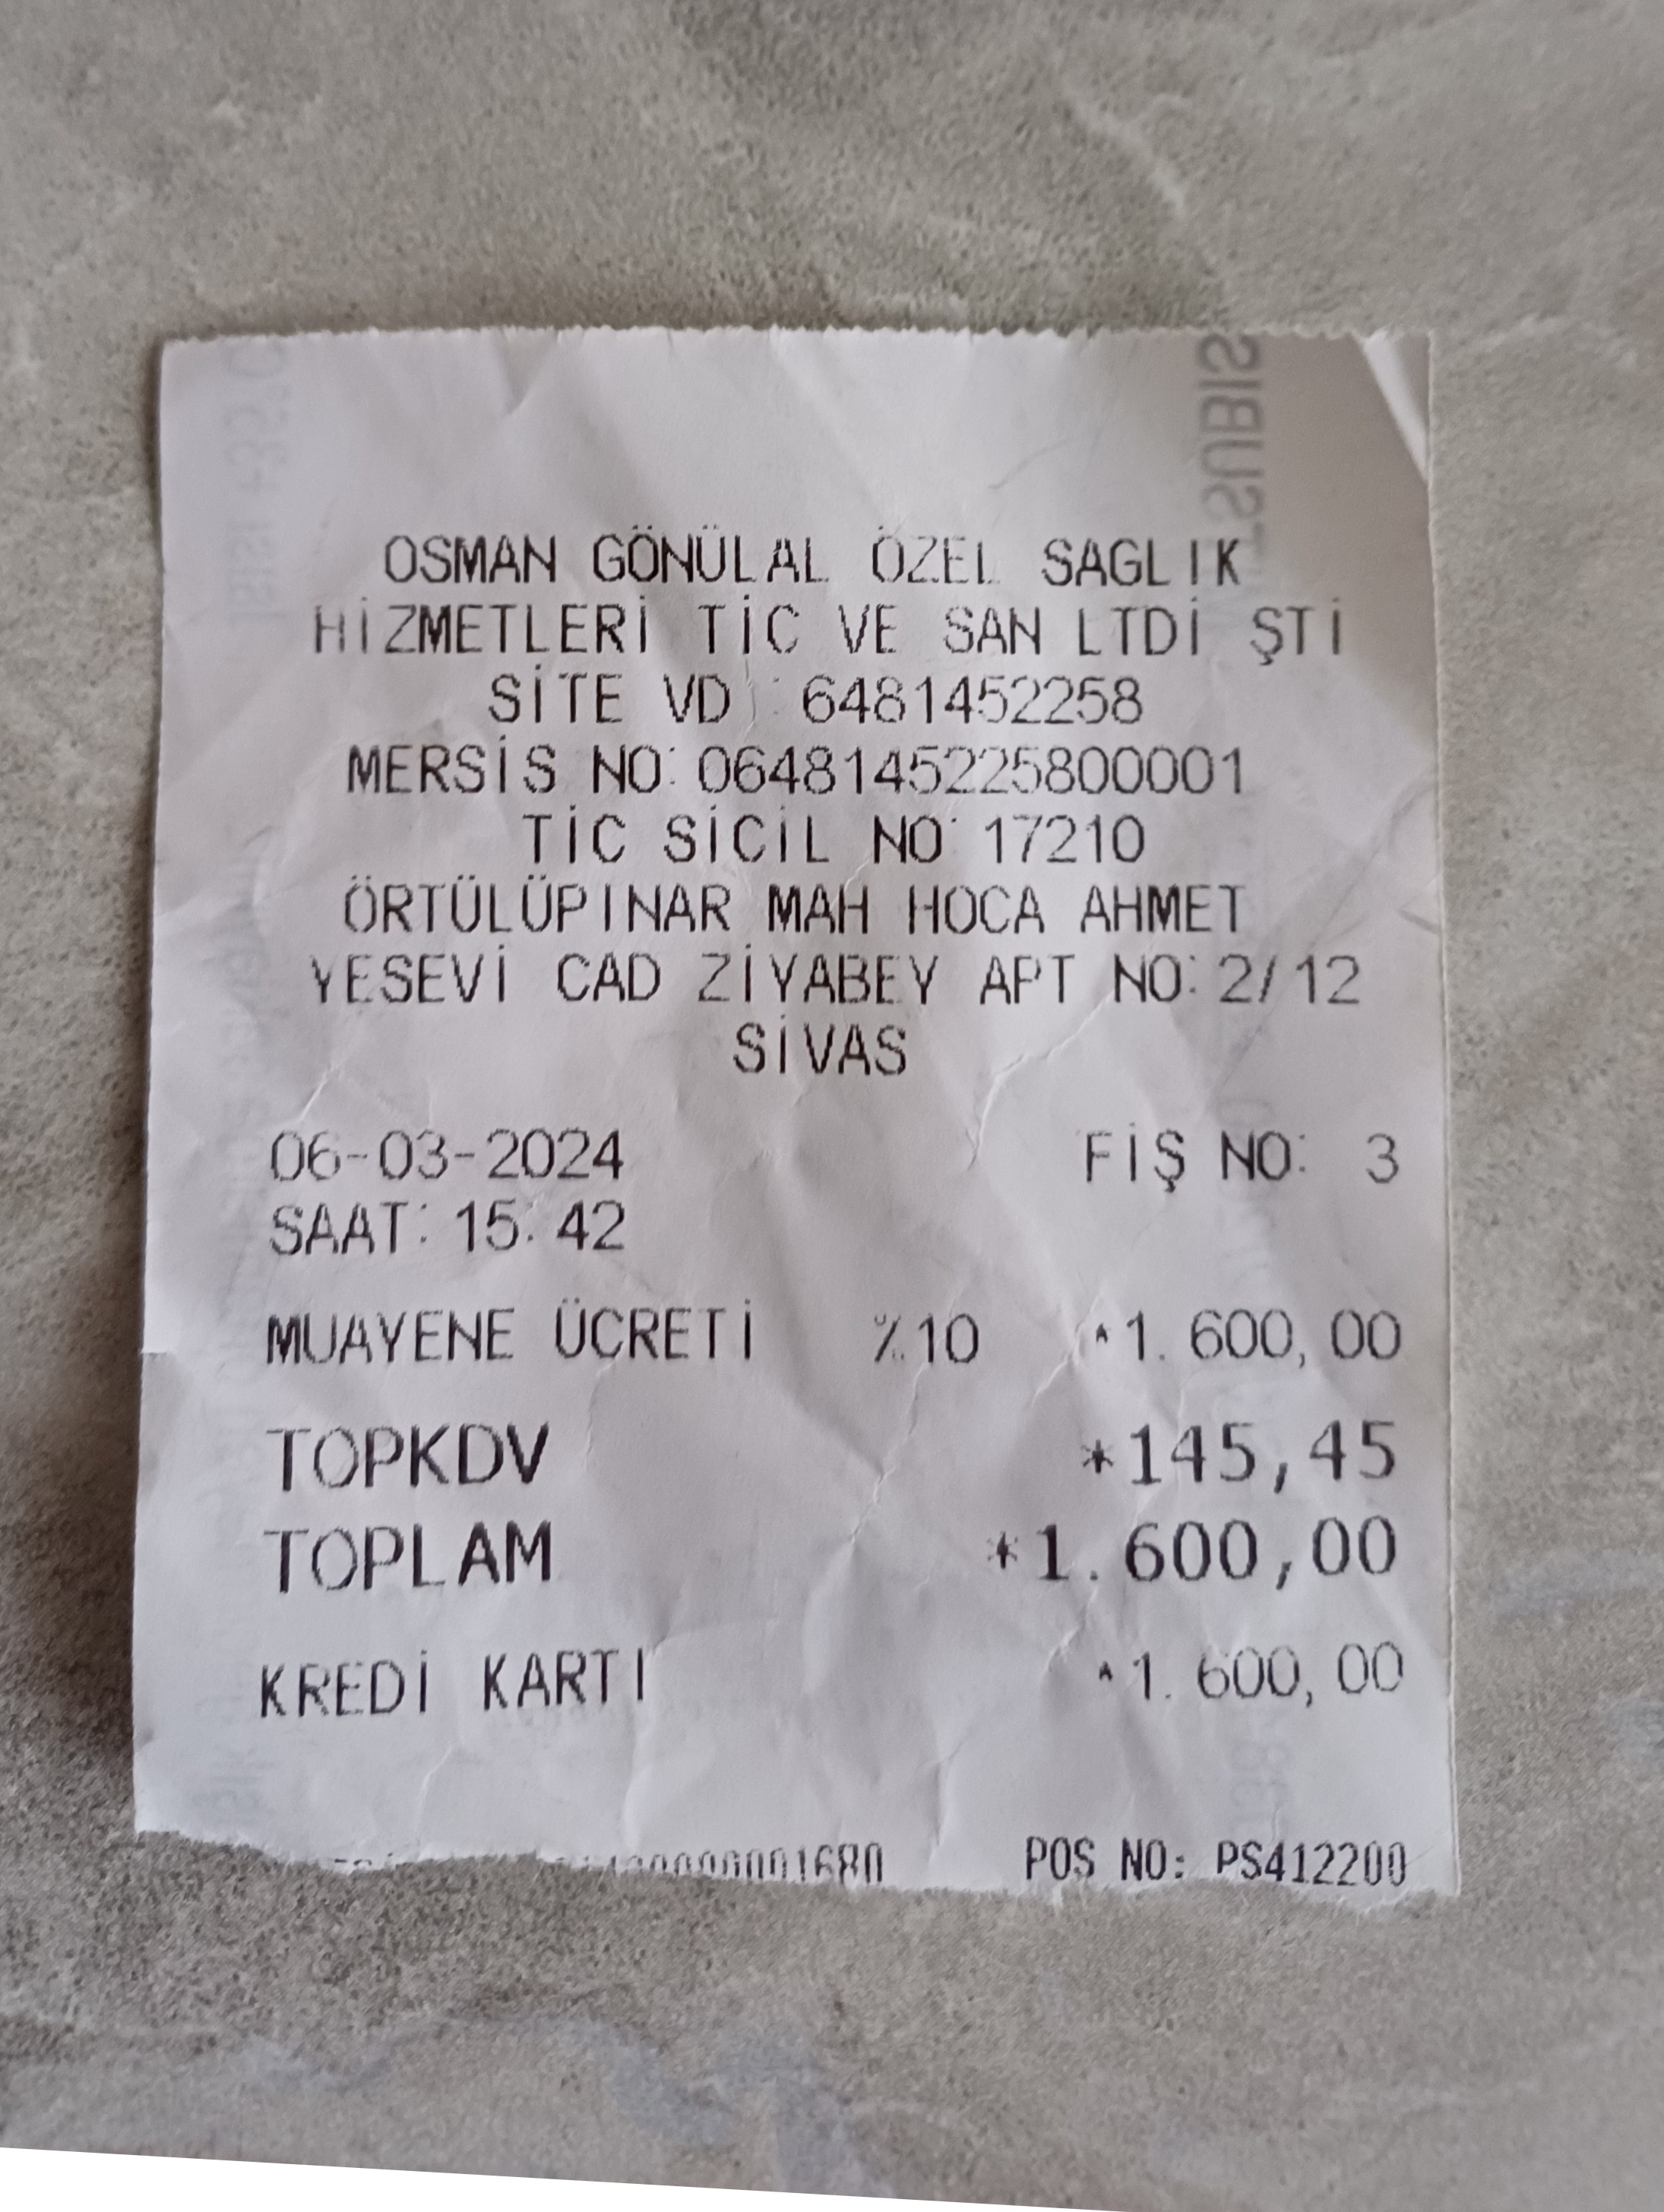 OSMAN GÖNÜLAL ÖZEL SAGLIK
HİZMETLERİ TİC VE SAN LTDİ ŞTİ
SİTE VD : 6481452258
MERSİS NO: 0648145225800001
TİC SİCİL NO: 17210
ÖRTÜLÜPINAR MAH HOCA AHMET
YESEVİ CAD ZİYABEY APT NO: 2/12
SİVAS
06-03-2024 FİŞ NO: 3
SAAT: 15:42
MUAYENE ÜCRETİ %10 *1.600,00
TOPKDV *145,45
TOPLAM *1.600,00
KREDİ KARTI *1.600,00
POS NO: PS412200